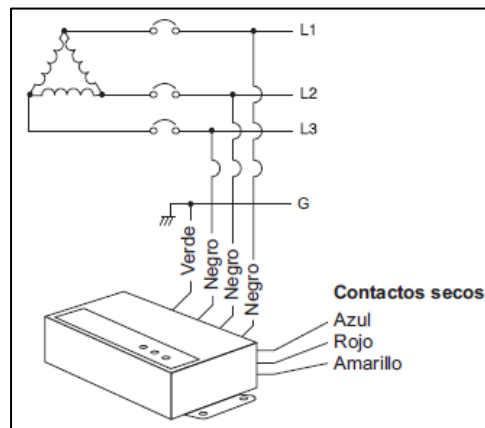 L1
L2
L3
G
Verde
Negro
Negro
Negro
Contactos secos
Azul
Rojo
Amarillo